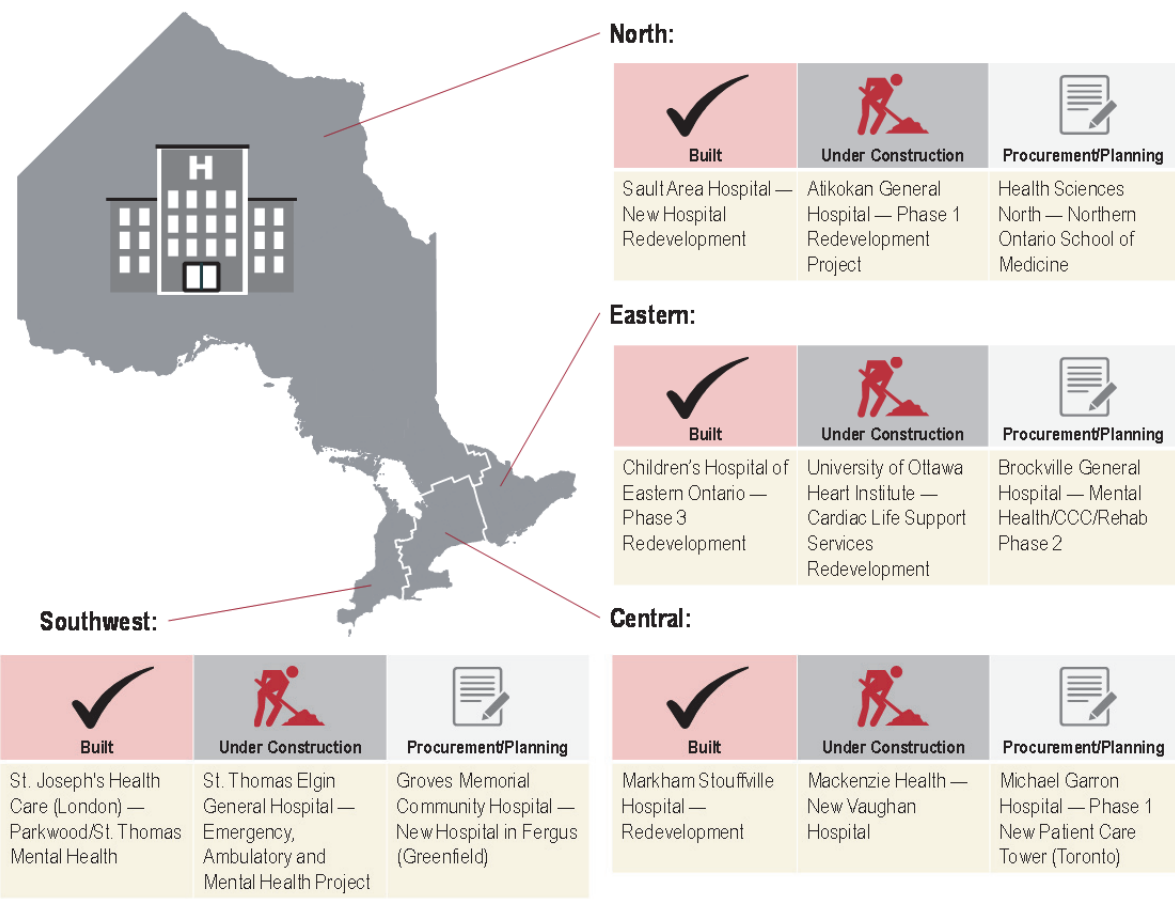 North:
H
Built
Under Construction
Procurement/Planning
Sault Area Hospital —
New Hospital
Redevelopment
Atikokan General
Hospital — Phase 1
Redevelopment
Project
Health Sciences
North — Northern
Ontario School of
Medicine
Eastern:
Built
Under Construction
Procurement/Planning
Children's Hospital of
Eastern Ontario —
Phase 3
Redevelopment
University of Ottawa
Heart Institute —
Cardiac Life Support
Services
Redevelopment
Brockville General
Hospital — Mental
Health/CCC/Rehab
Phase 2
Southwest:
Built
Under Construction
Procurement/Planning
St. Joseph's Health
Care (London) —
Parkwood/St. Thomas
Mental Health
St. Thomas Elgin
General Hospital —
Emergency,
Ambulatory and
Mental Health Project
Groves Memorial
Community Hospital —
New Hospital in Fergus
(Greenfield)
Central:
Built
Under Construction
Procurement/Planning
Markham Stouffville
Hospital —
Redevelopment
Mackenzie Health —
New Vaughan
Hospital
Michael Garron
Hospital — Phase 1
New Patient Care
Tower (Toronto)